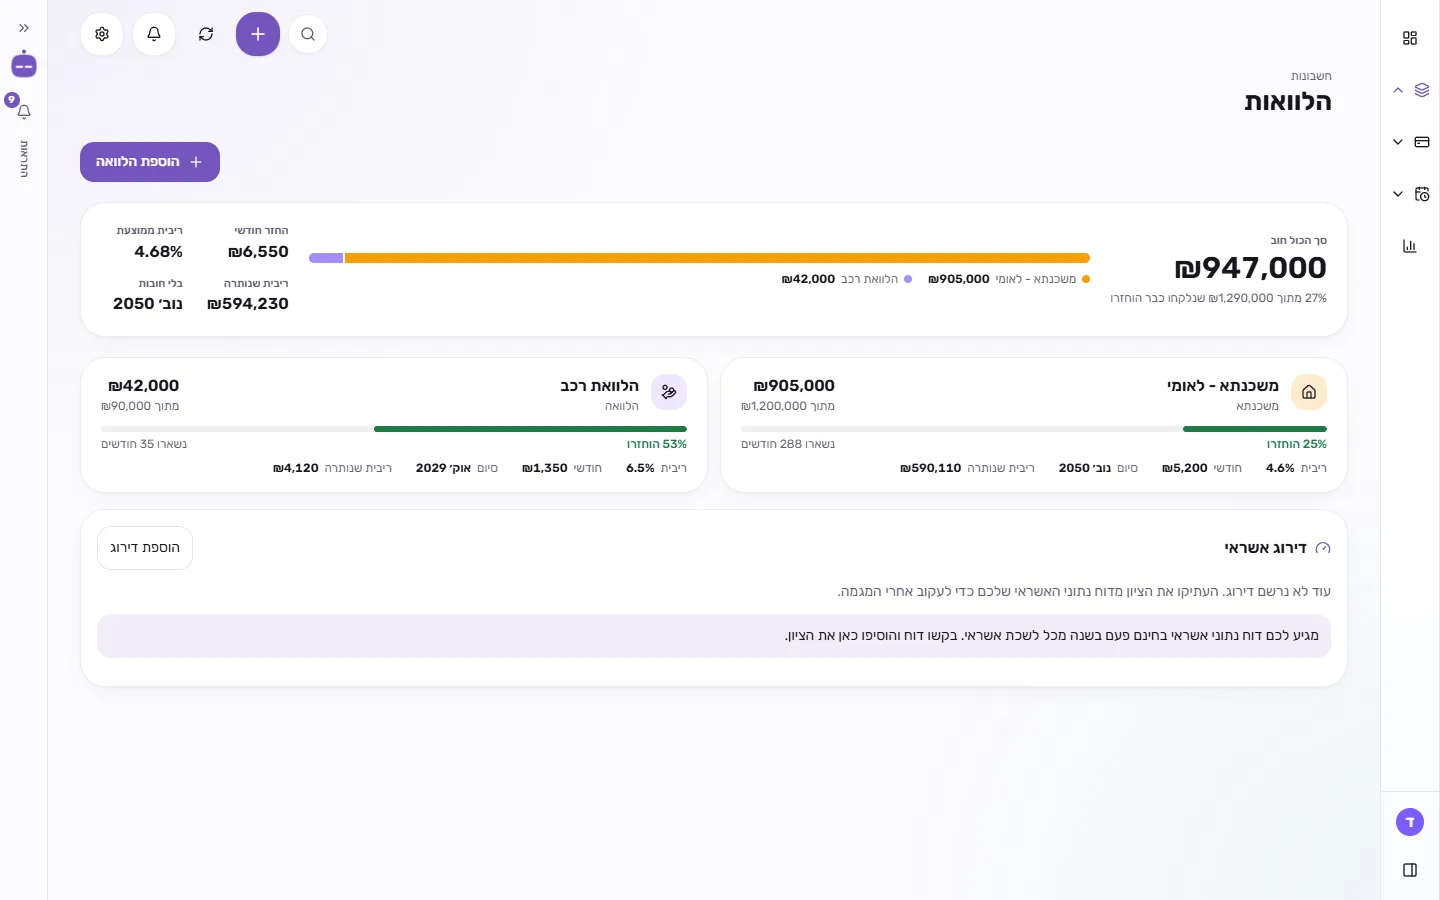 חשבונות
הלוואות
הוספת הלוואה
סך הכול חוב
₪947,000
27% מתוך ₪1,290,000 שנלקחו כבר הוחזרו
משכנתא - לאומי ₪905,000
הלוואת רכב ₪42,000
החזר חודשי
₪6,550
ריבית ממוצעת
4.68%
ריבית שנותרה
₪594,230
בלי חובות
נוב׳ 2050
משכנתא - לאומי
₪905,000
משכנתא
מתוך ₪1,200,000
25% הוחזרו
נשארו 288 חודשים
ריבית 4.6% חודשי ₪5,200 סיום נוב׳ 2050 ריבית שנותרה ₪590,110
הלוואת רכב
₪42,000
הלוואה
מתוך ₪90,000
53% הוחזרו
נשארו 35 חודשים
ריבית 6.5% חודשי ₪1,350 סיום אוק׳ 2029 ריבית שנותרה ₪4,120
דירוג אשראי
הוספת דירוג
עוד לא נרשם דירוג. העתיקו את הציון מדוח נתוני האשראי שלכם כדי לעקוב אחרי המגמה.
מגיע לכם דוח נתוני אשראי בחינם פעם בשנה מכל לשכת אשראי. בקשו דוח והוסיפו כאן את הציון.
9
התראות
ד